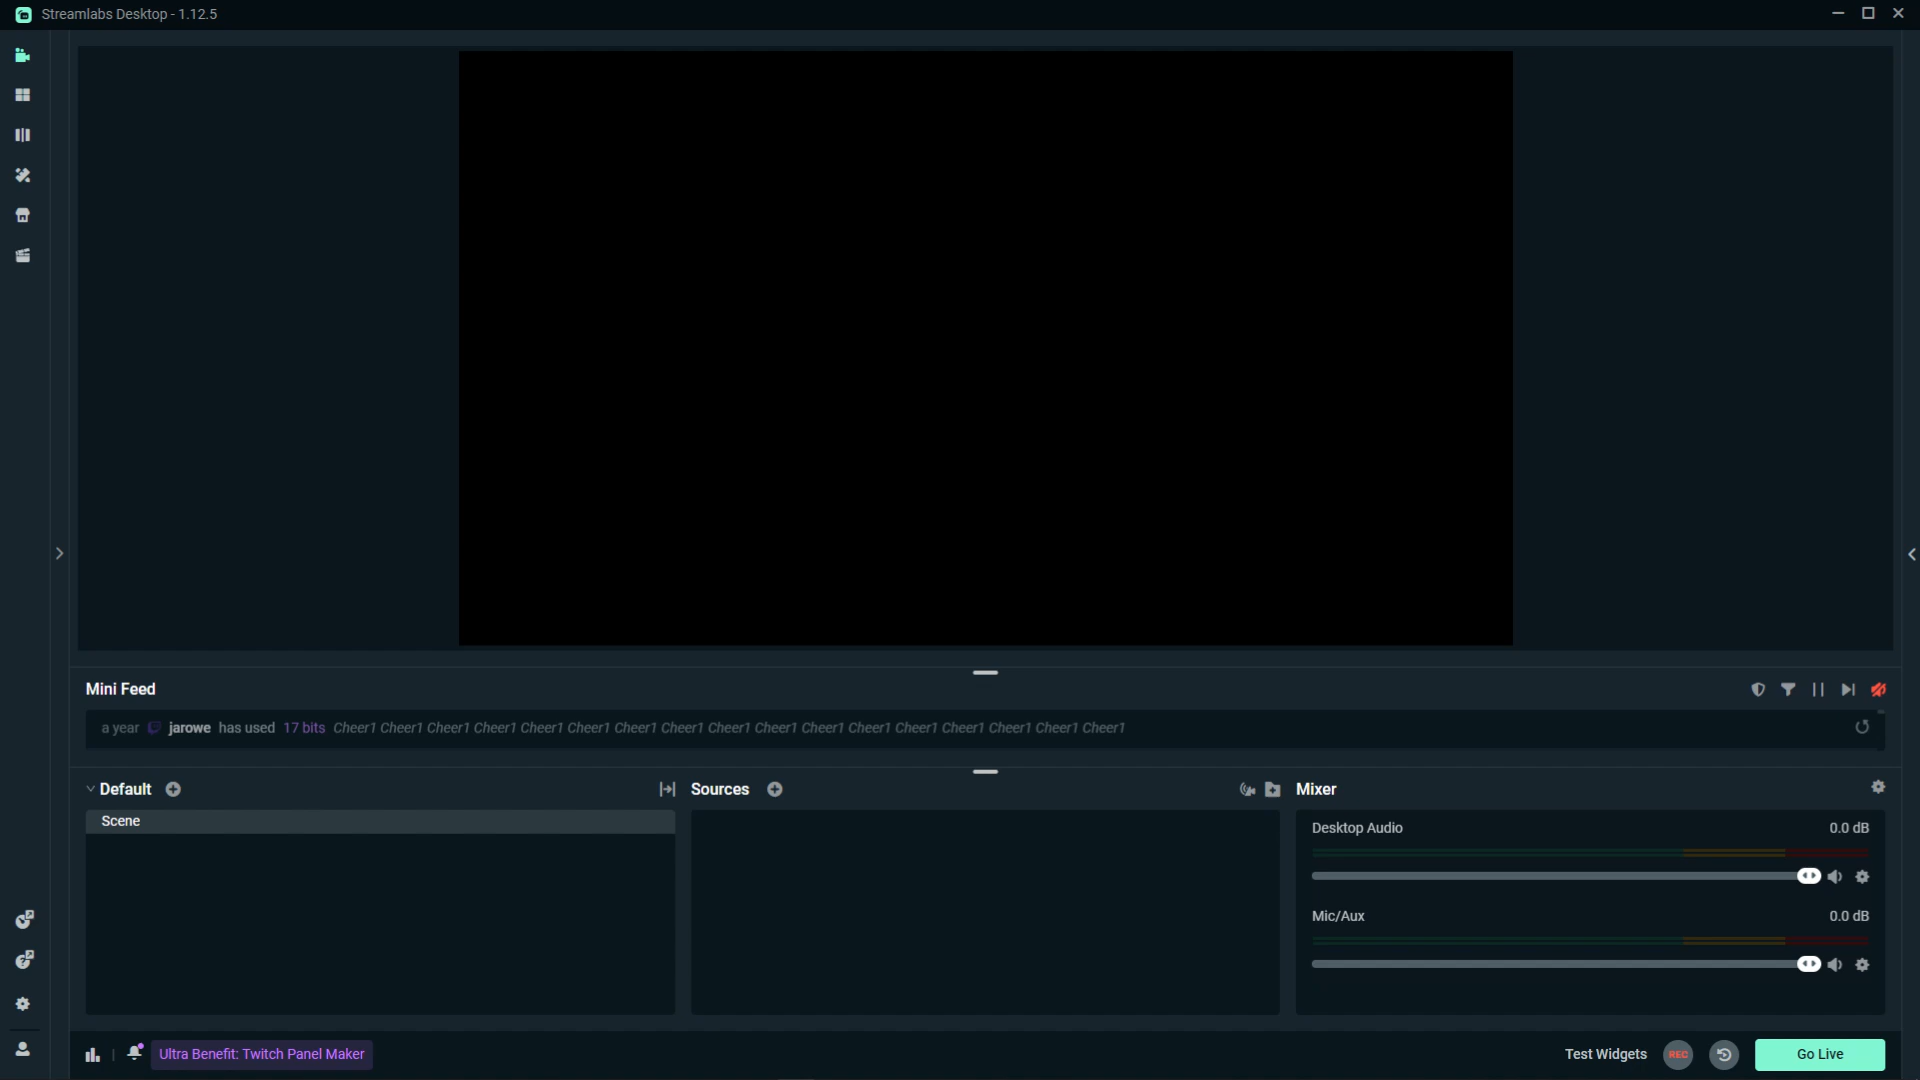 Streamlabs Desktop - 1.12.5
Mini Feed
a year jarowe has used 17 bits Cheer1 Cheer1 Cheer1 Cheer1 Cheer1 Cheer1 Cheer1 Cheer1 Cheer1 Cheer1 Cheer1 Cheer1 Cheer1 Cheer1 Cheer1 Cheer1 Cheer1
Default
Sources
Mixer
Scene
Desktop Audio 0.0 dB
Mic/Aux 0.0 dB
Ultra Benefit: Twitch Panel Maker
Test Widgets
REC
Go Live